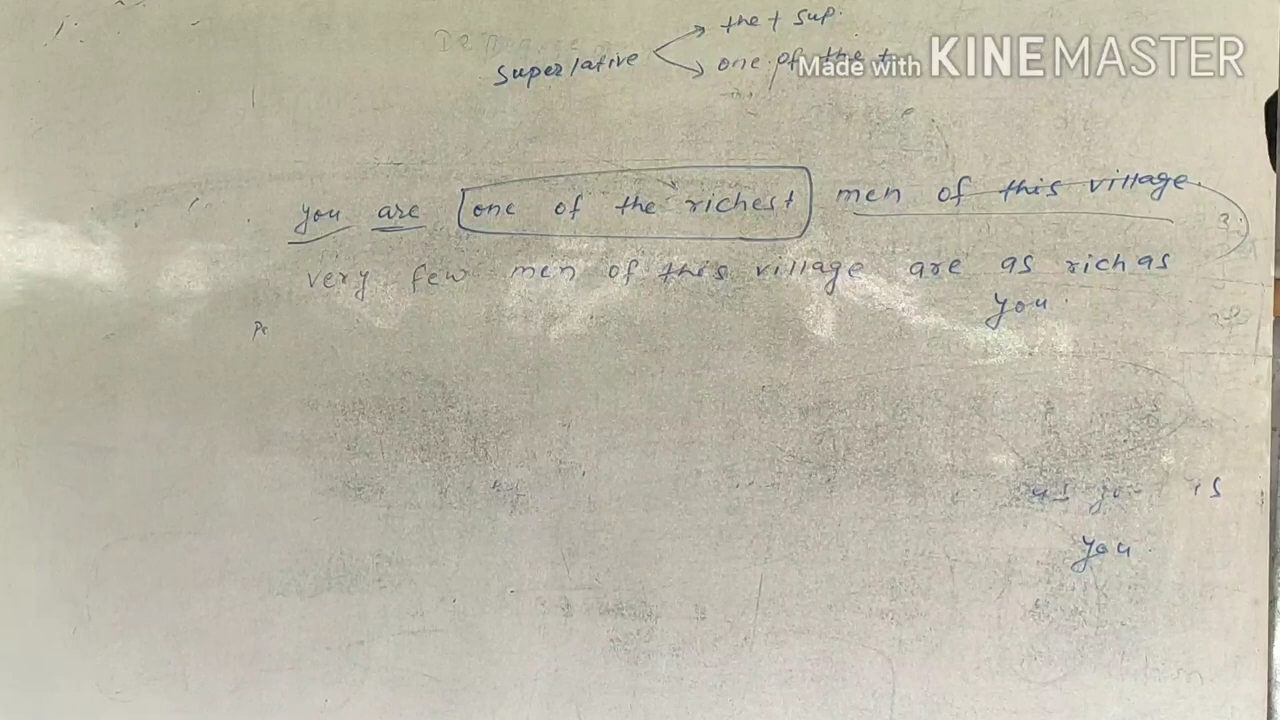 the + sup.
superlative
one of the +
Made with KINEMASTER
you are one of the richest men of this village.
very few men of this village are as rich as
you.
is
you.